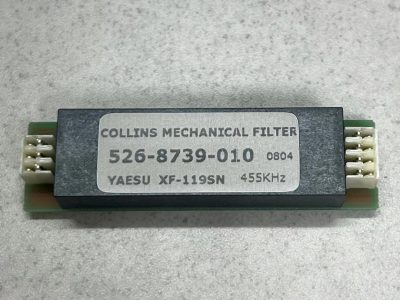 COLLINS MECHANICAL FILTER
526-8739-010 0804
YAESU XF-119SN 455KHz